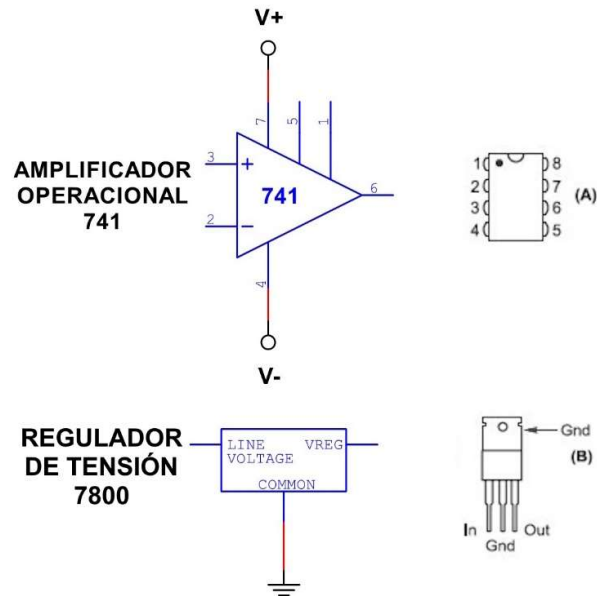 V+
7
5
1
3
+
AMPLIFICADOR
OPERACIONAL
741
741
6
2
−
4
V-
1
2
3
4
8
7
6
5
(A)
REGULADOR
DE TENSIÓN
7800
LINE VREG
VOLTAGE
COMMON
Gnd
(B)
In
Out
Gnd